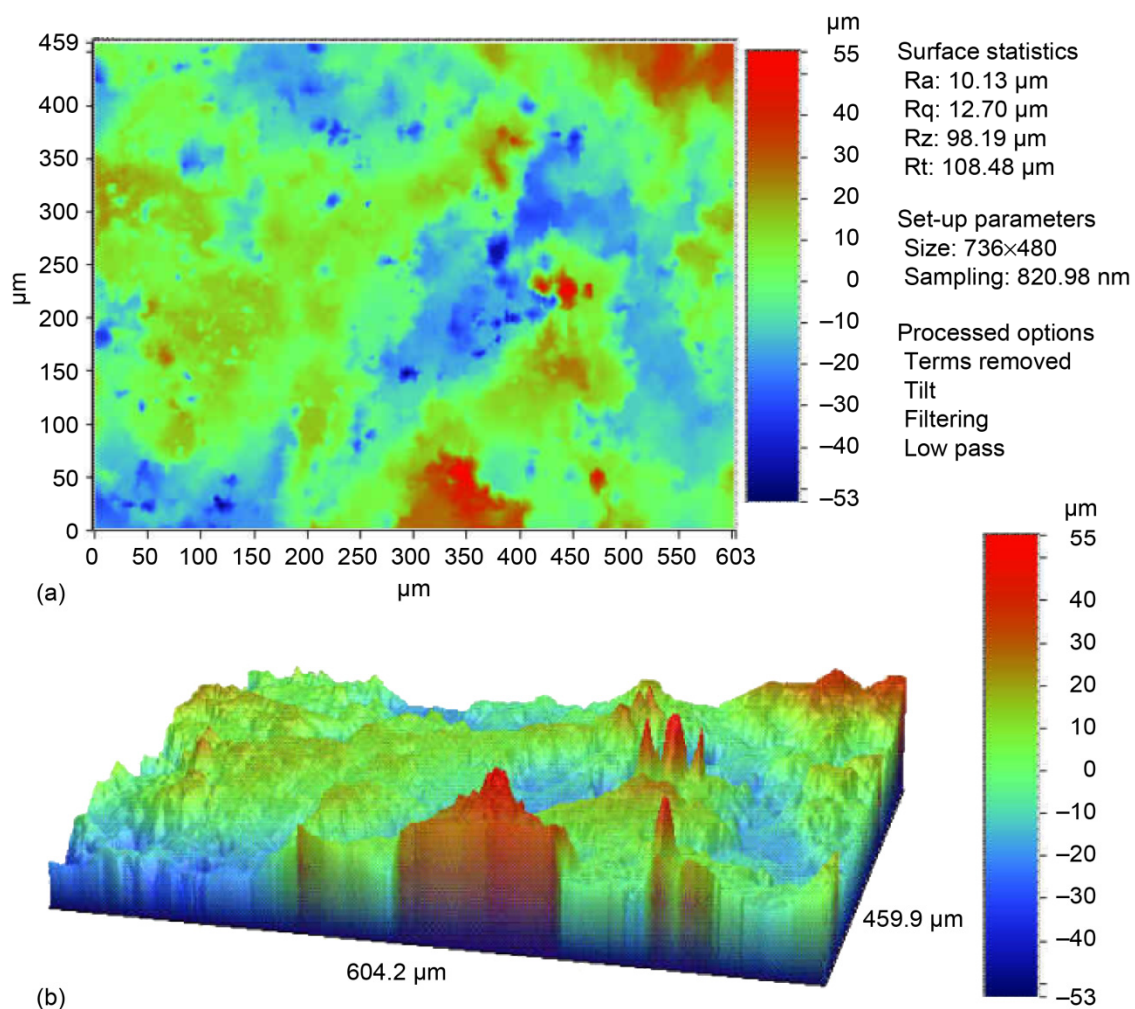 µm
459
400
350
300
250
200
150
100
50
0
µm
0 50 100 150 200 250 300 350 400 450 500 550 603
µm
(a)
55
40
30
20
10
0
–10
–20
–30
–40
–53
Surface statistics
Ra: 10.13 µm
Rq: 12.70 µm
Rz: 98.19 µm
Rt: 108.48 µm
Set-up parameters
Size: 736×480
Sampling: 820.98 nm
Processed options
Terms removed
Tilt
Filtering
Low pass
µm
55
40
30
20
10
0
–10
–20
–30
–40
–53
459.9 µm
604.2 µm
(b)